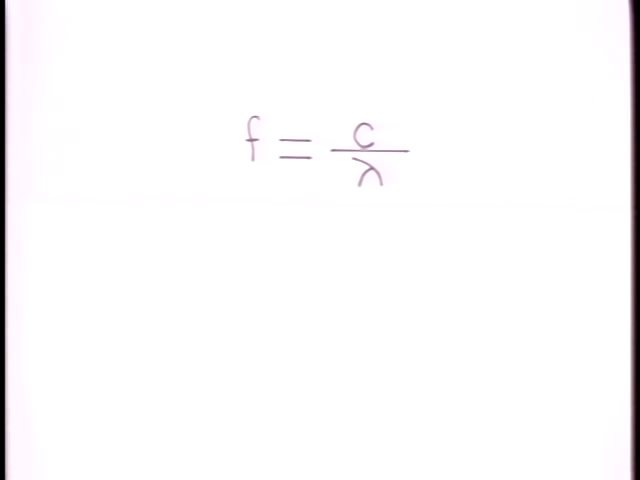 f = c/λ